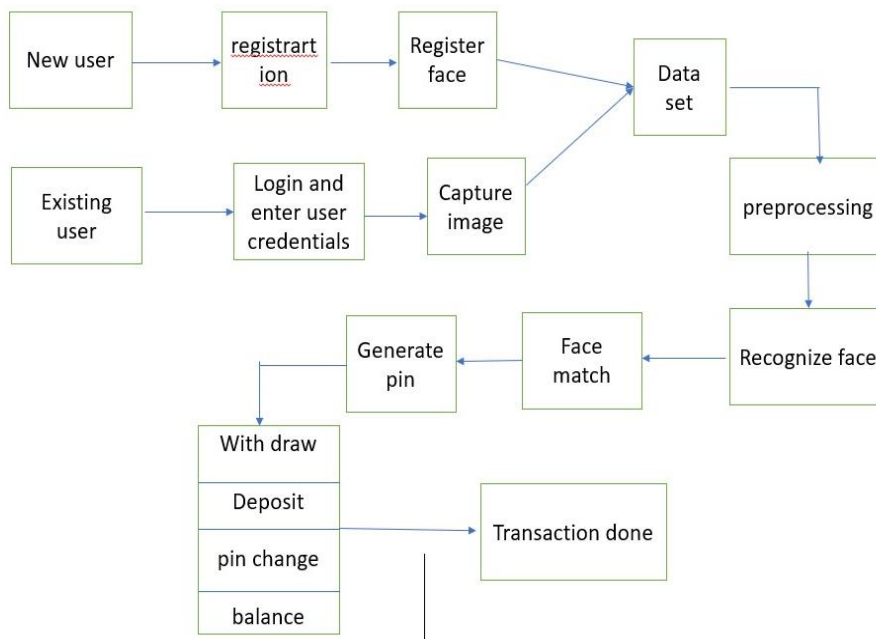 New user
registrart
ion
Register
face
Data
set
Existing
user
Login and
enter user
credentials
Capture
image
preprocessing
Generate
pin
Face
match
Recognize face
With draw
Deposit
pin change
balance
Transaction done